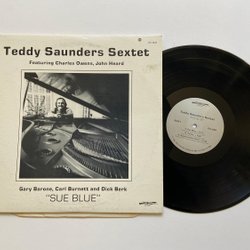 Teddy Saunders Sextet
Featuring Charles Owens, John Heard
Gary Barone, Carl Burnett and Dick Berk
"SUE BLUE"
Teddy Saunders Sextet